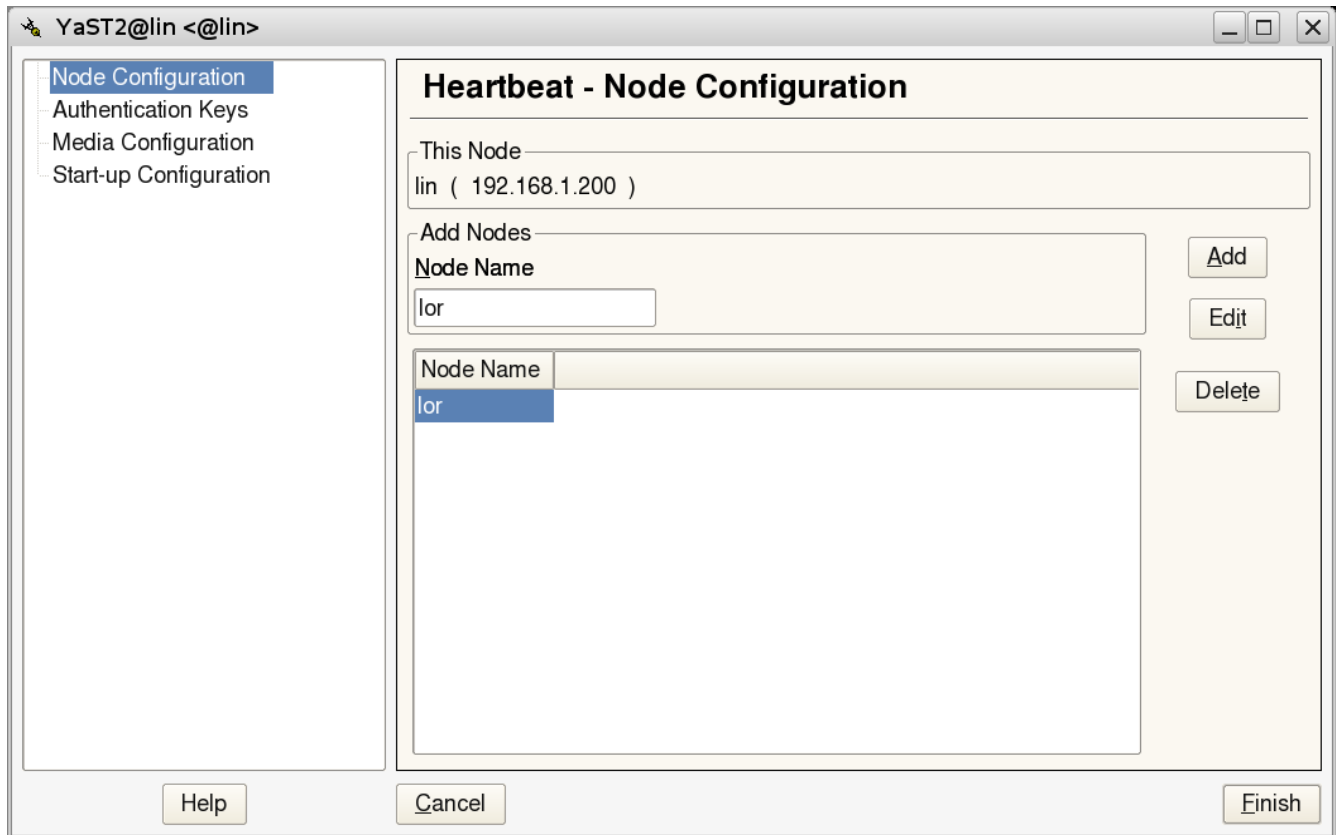 YaST2@lin <@lin>
Node Configuration
Authentication Keys
Media Configuration
Start-up Configuration
Heartbeat - Node Configuration
This Node
lin ( 192.168.1.200 )
Add Nodes
Node Name
lor
Add
Edit
Delete
Node Name
lor
Help
Cancel
Finish